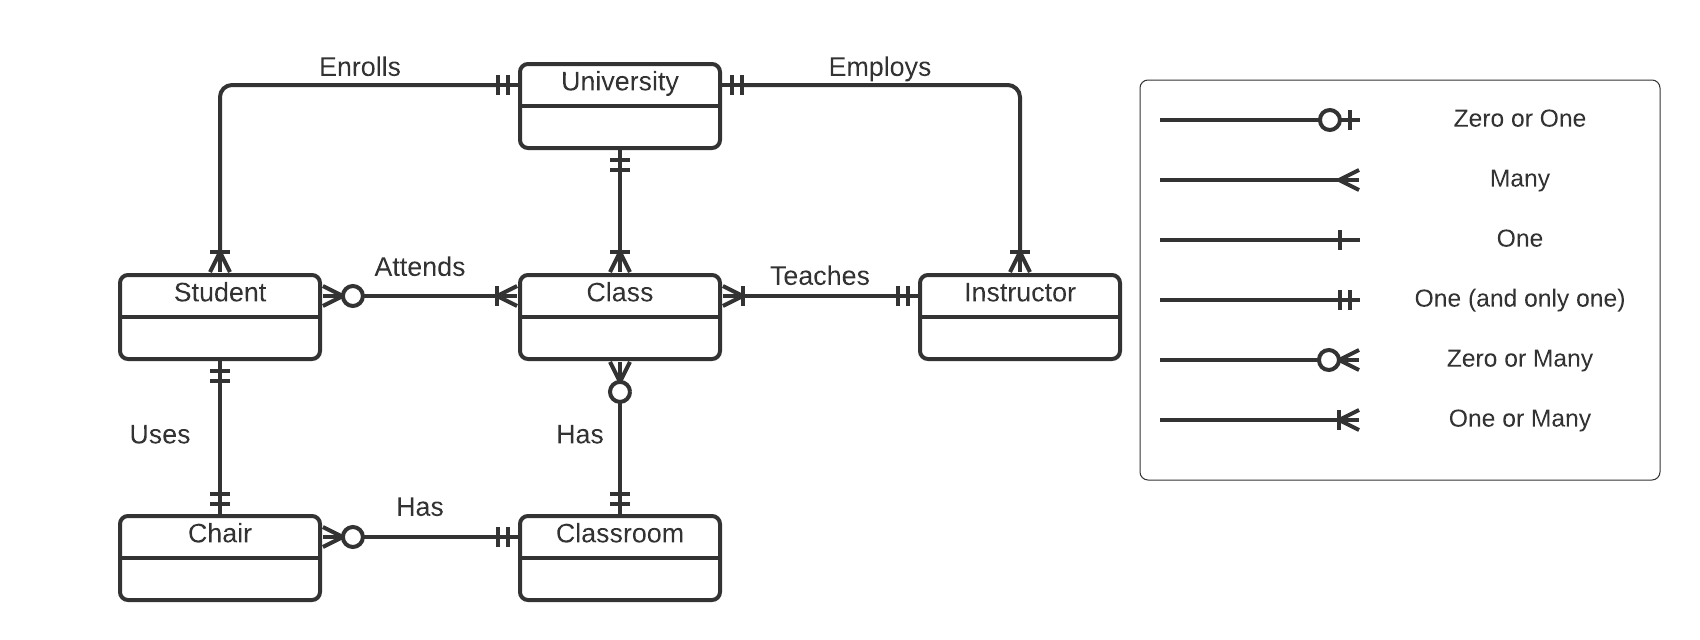 Enrolls
University
Employs
Zero or One
Many
One
One (and only one)
Zero or Many
One or Many
Student
Attends
Class
Teaches
Instructor
Uses
Has
Chair
Has
Classroom